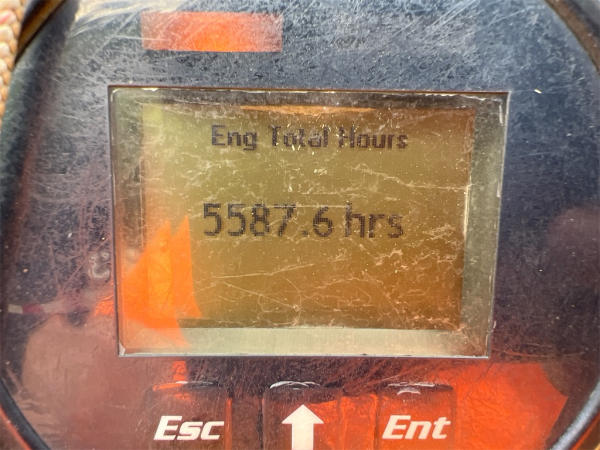 Eng Total Hours
5587.6 hrs
Esc Ent